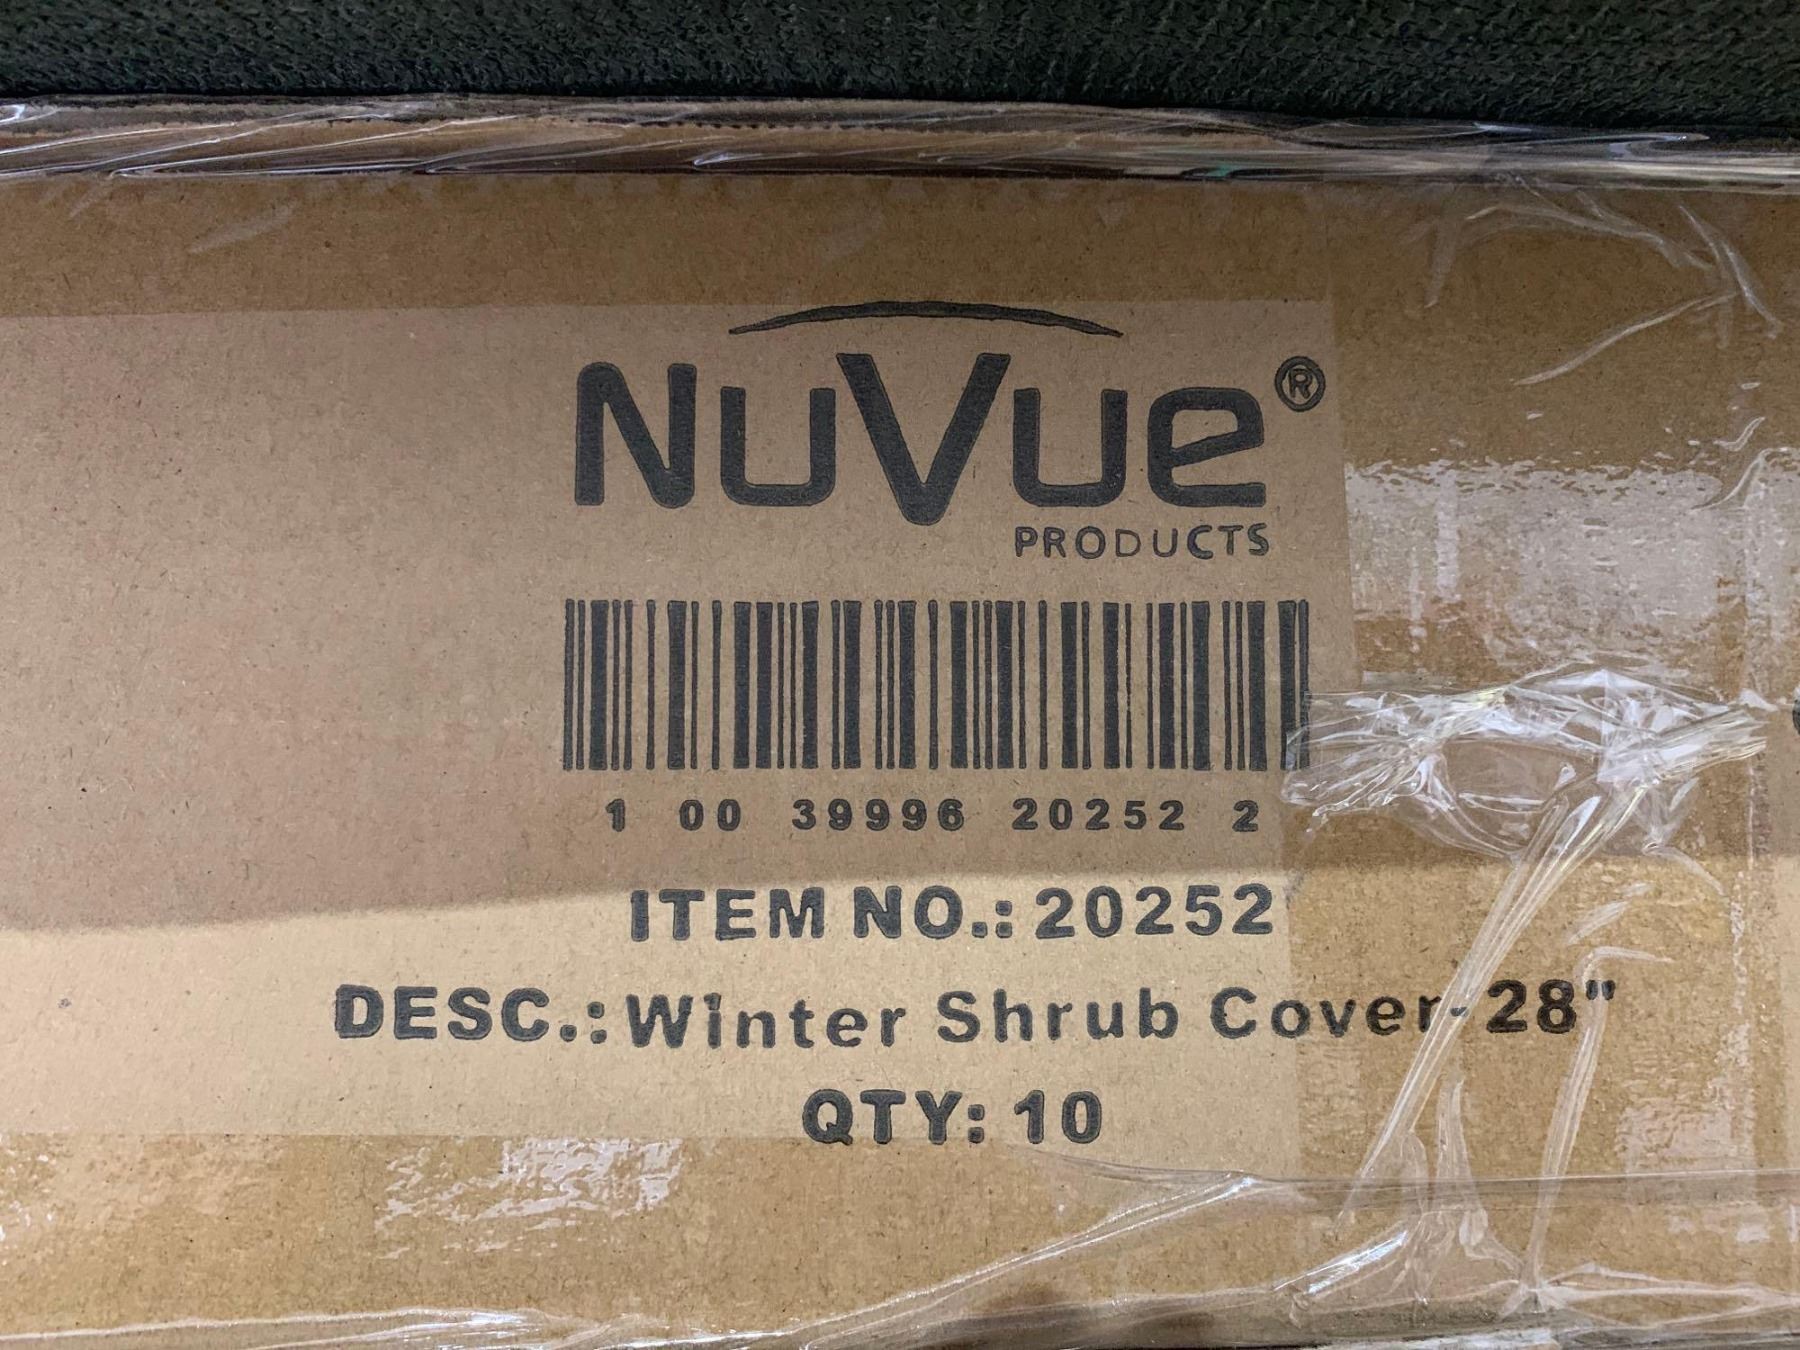 NuVue®
PRODUCTS
1 00 39996 20252 2
ITEM NO.: 20252
DESC.: Winter Shrub Cover- 28"
QTY: 10